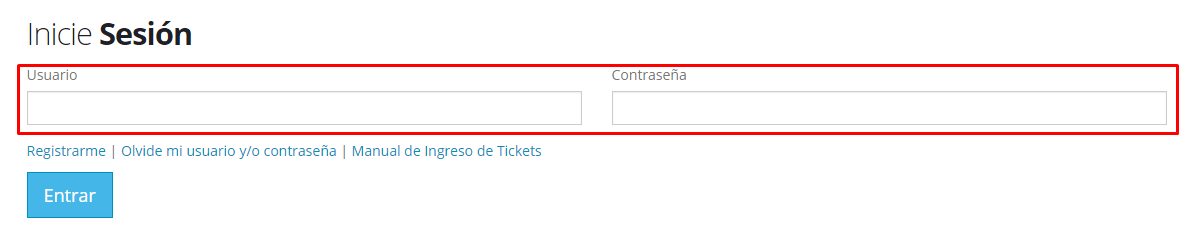 Inicie Sesión
Usuario
Contraseña
Registrarme | Olvide mi usuario y/o contraseña | Manual de Ingreso de Tickets
Entrar